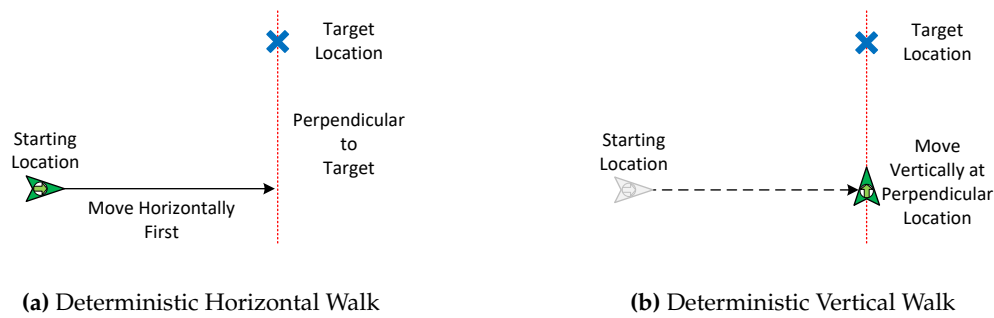 Target
Location
Perpendicular
to
Target
Starting
Location
Move Horizontally
First
(a) Deterministic Horizontal Walk
Target
Location
Starting
Location
Move
Vertically at
Perpendicular
Location
(b) Deterministic Vertical Walk